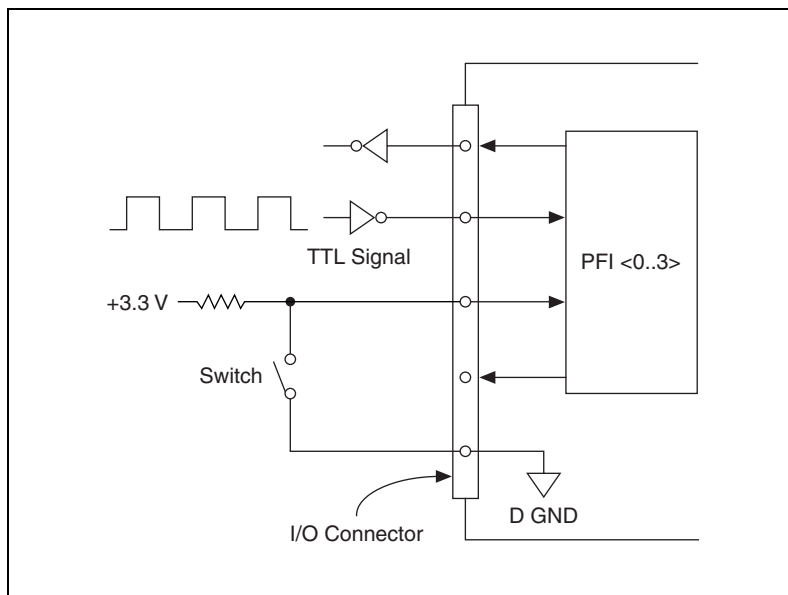 TTL Signal
PFI <0..3>
+3.3 V
Switch
D GND
I/O Connector